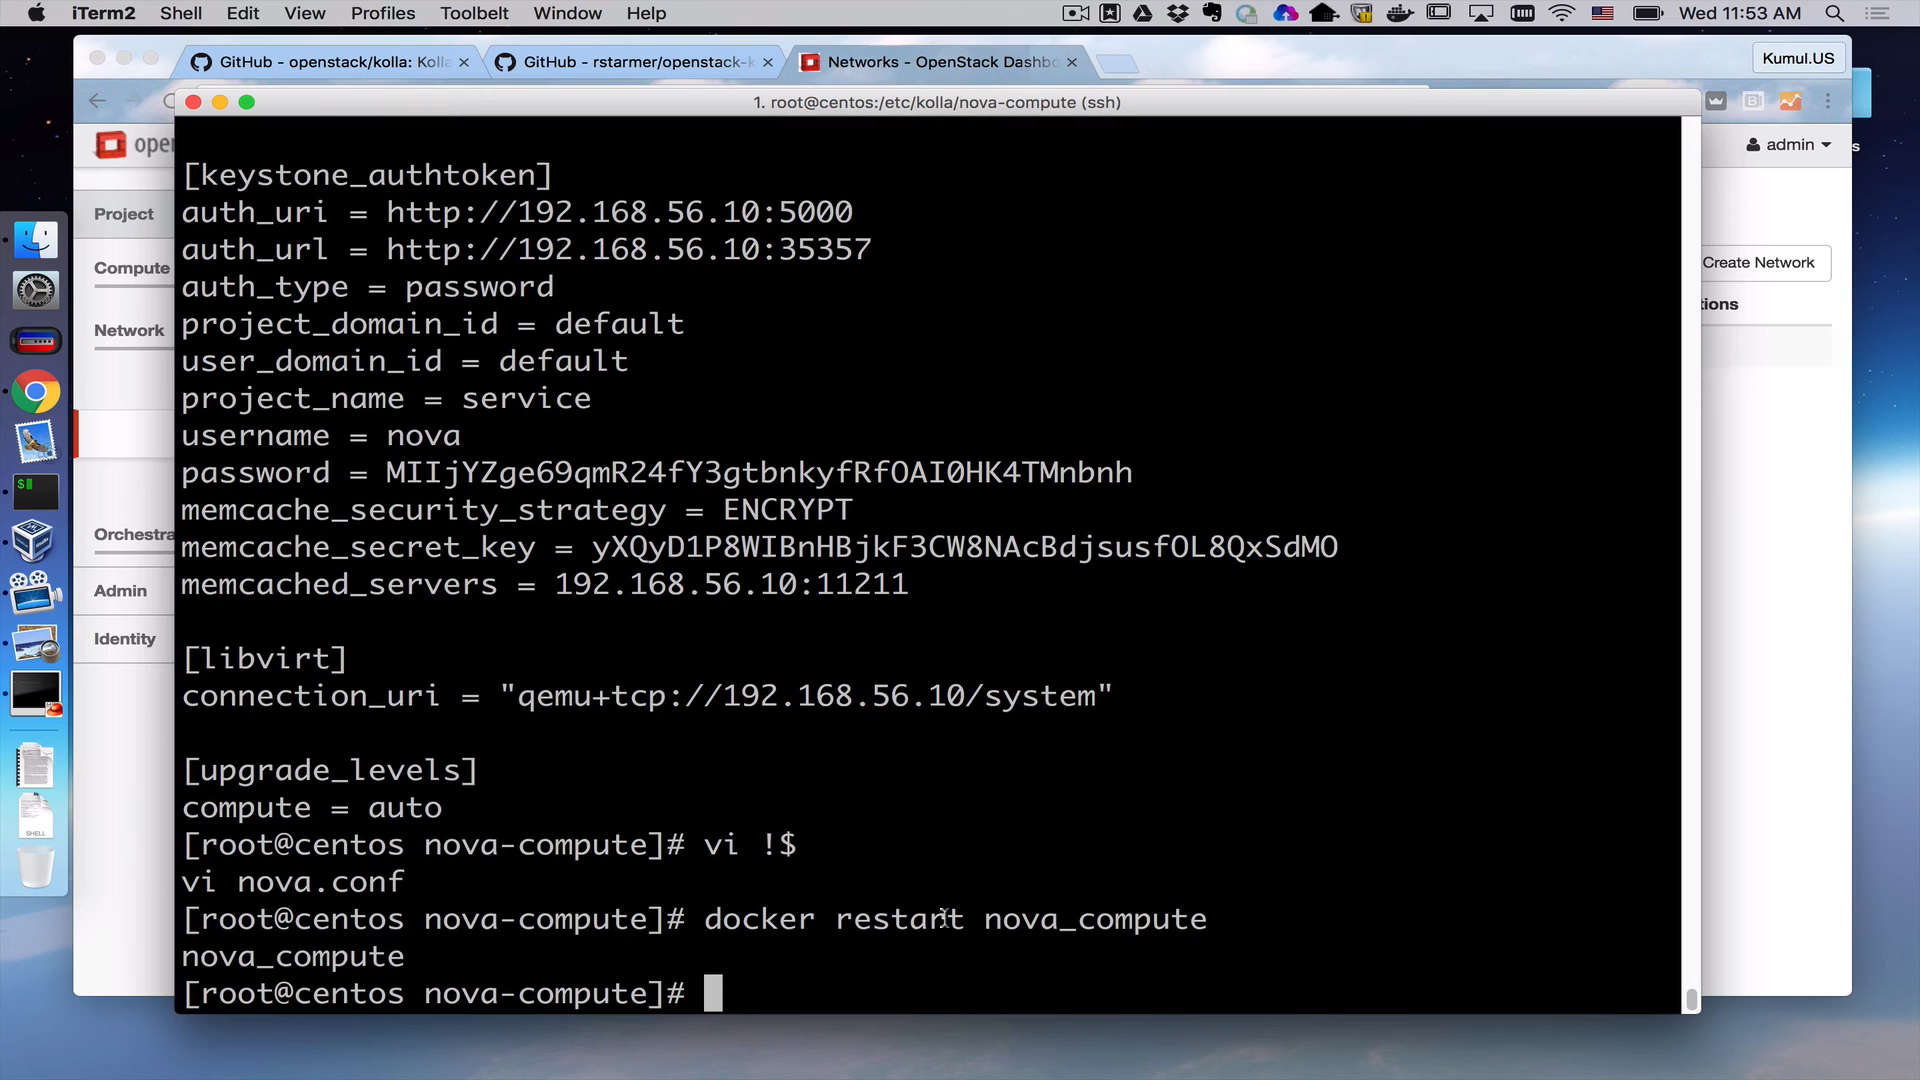 iTerm2 Shell Edit View Profiles Toolbelt Window Help Wed 11:53 AM
GitHub - openstack/kolla: Kolla GitHub - rstarmer/openstack-k Networks - OpenStack Dashbo Kumul.US
1. root@centos:/etc/kolla/nova-compute (ssh)
admin
Project
Compute
Network
Orchestra
Admin
Identity
Create Network
tions
[keystone_authtoken]
auth_uri = http://192.168.56.10:5000
auth_url = http://192.168.56.10:35357
auth_type = password
project_domain_id = default
user_domain_id = default
project_name = service
username = nova
password = MIIjYZge69qmR24fY3gtbnkyfRfOAI0HK4TMnbnh
memcache_security_strategy = ENCRYPT
memcache_secret_key = yXQyD1P8WIBnHBjkF3CW8NAcBdjsusfOL8QxSdMO
memcached_servers = 192.168.56.10:11211
[libvirt]
connection_uri = "qemu+tcp://192.168.56.10/system"
[upgrade_levels]
compute = auto
[root@centos nova-compute]# vi !$
vi nova.conf
[root@centos nova-compute]# docker restart nova_compute
nova_compute
[root@centos nova-compute]#